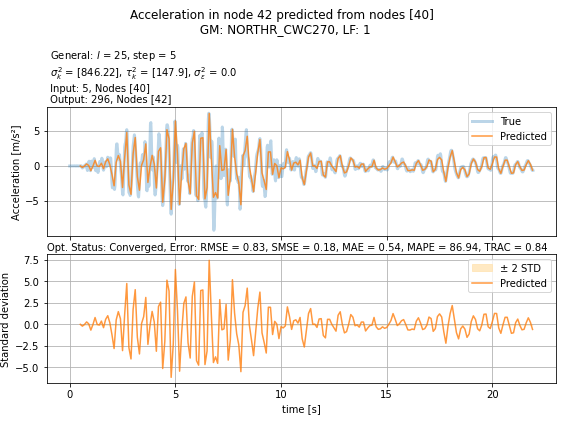 Acceleration in node 42 predicted from nodes [40]
GM: NORTHR_CWC270, LF: 1
General: l = 25, step = 5
σ²ₖ = [846.22], τ²ₖ = [147.9], σ²ε = 0.0
Input: 5, Nodes [40]
Output: 296, Nodes [42]
Acceleration [m/s²]
5
0
−5
True
Predicted
Opt. Status: Converged, Error: RMSE = 0.83, SMSE = 0.18, MAE = 0.54, MAPE = 86.94, TRAC = 0.84
Standard deviation
7.5
5.0
2.5
0.0
−2.5
−5.0
± 2 STD
Predicted
0 5 10 15 20
time [s]